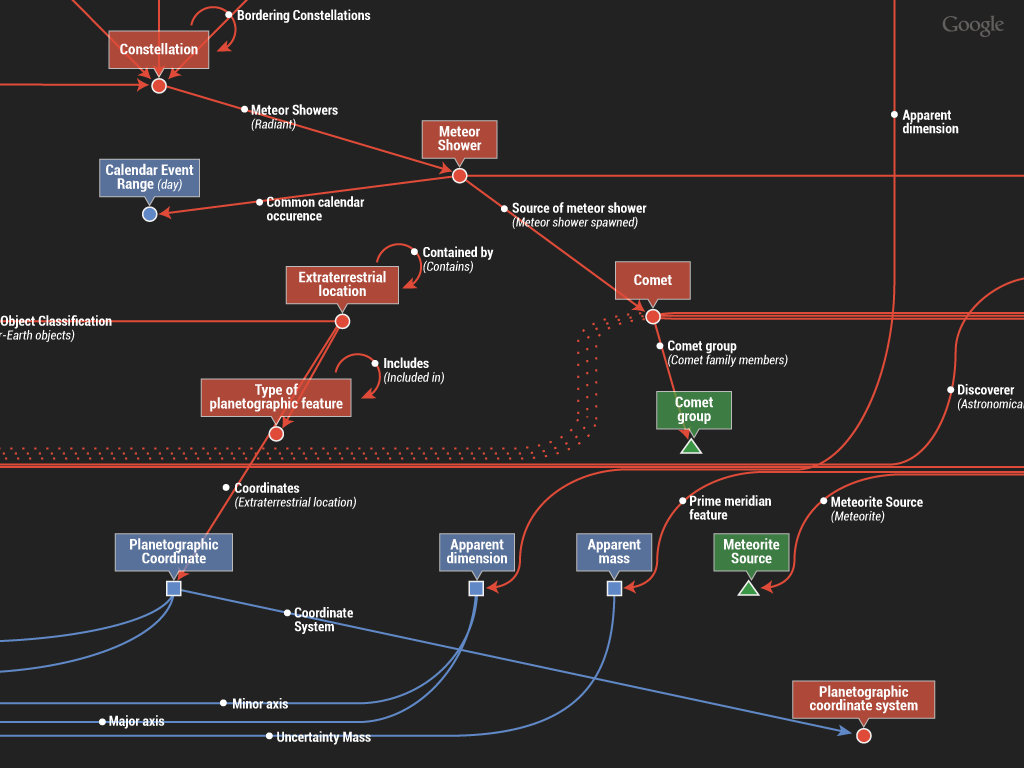 Bordering Constellations
Google
Constellation
Meteor Showers
(Radiant)
Apparent
dimension
Meteor
Shower
Calendar Event
Range (day)
Common calendar
occurence
Source of meteor shower
(Meteor shower spawned)
Contained by
(Contains)
Extraterrestrial
location
Comet
Object Classification
r-Earth objects)
Comet group
(Comet family members)
Includes
(Included in)
Type of
planetographic feature
Comet
group
Discoverer
(Astronomica
Coordinates
(Extraterrestrial location)
Prime meridian
feature
Meteorite Source
(Meteorite)
Planetographic
Coordinate
Apparent
dimension
Apparent
mass
Meteorite
Source
Coordinate
System
Planetographic
coordinate system
Minor axis
Major axis
Uncertainty Mass